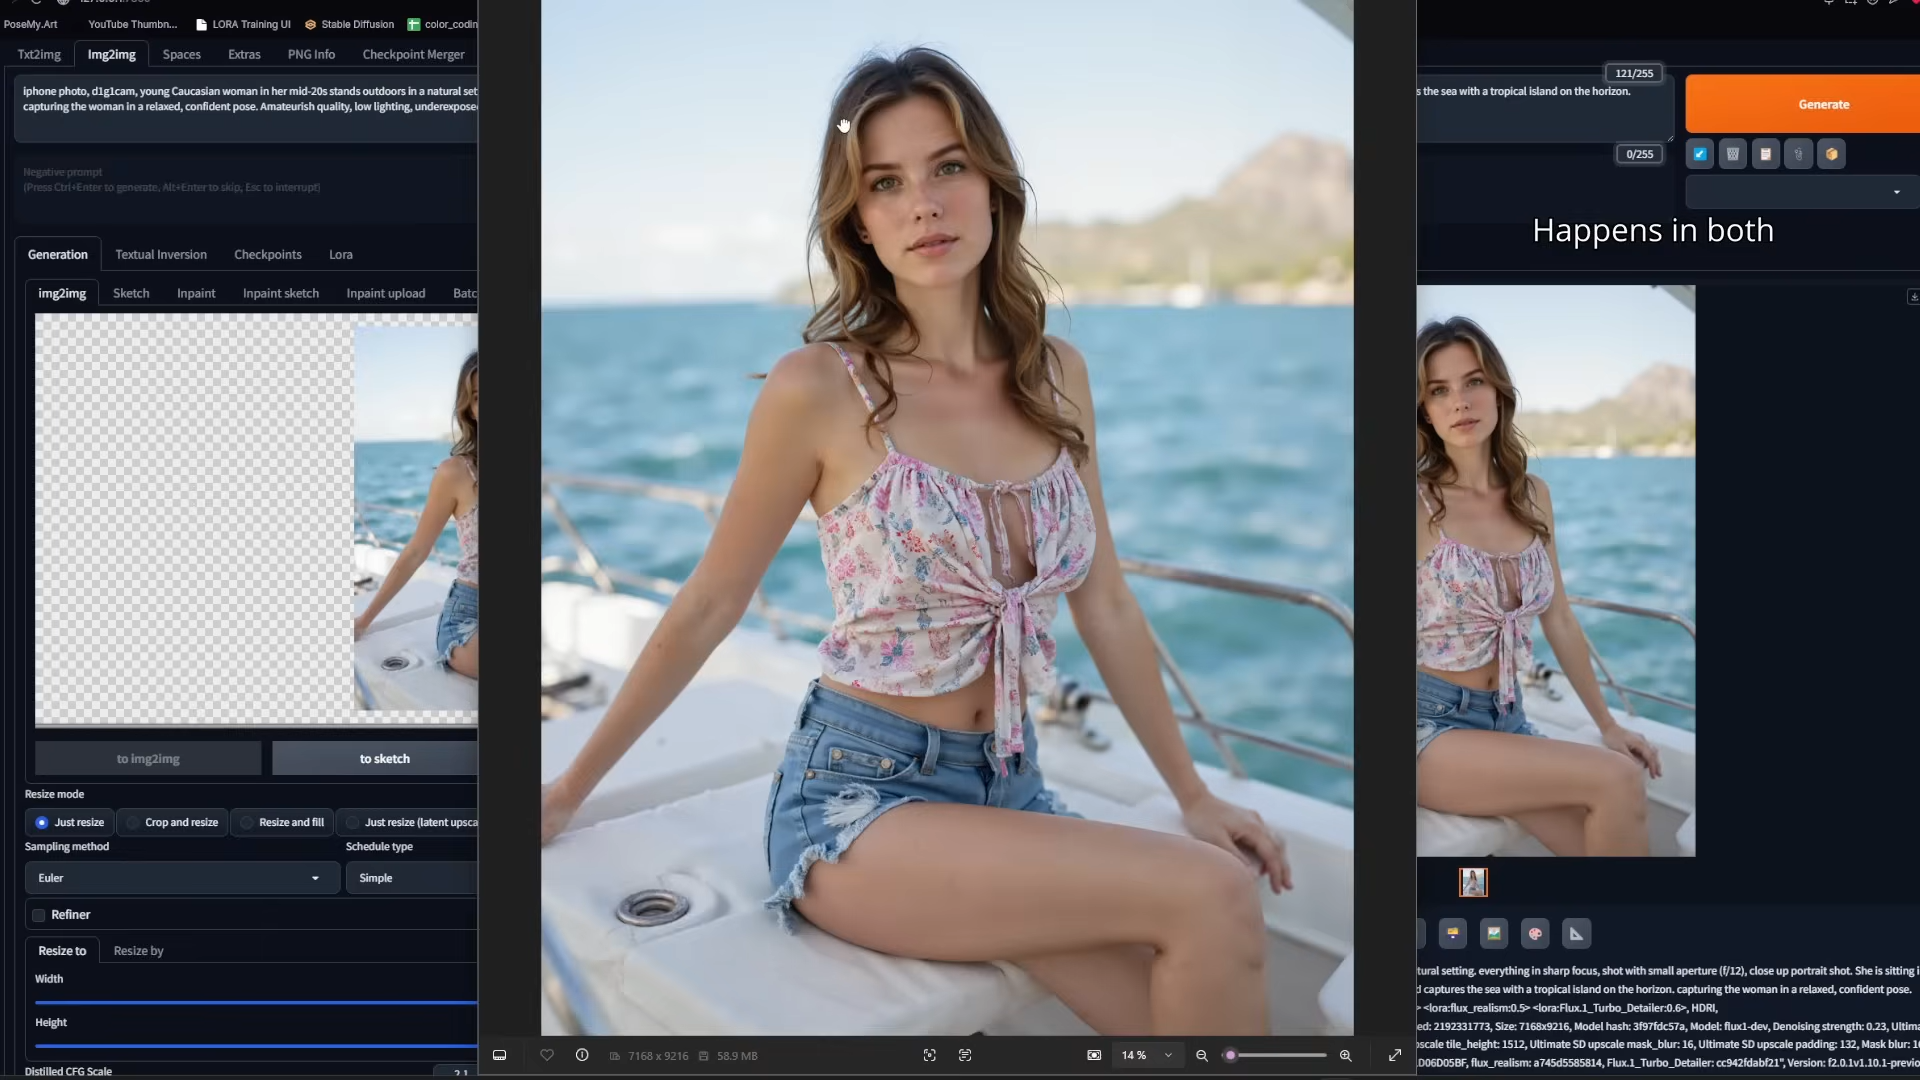 PoseMy.Art YouTube Thumbn... LORA Training UI Stable Diffusion color_codin
Txt2img Img2img Spaces Extras PNG Info Checkpoint Merger
iphone photo, d1g1cam, young Caucasian woman in her mid-20s stands outdoors in a natural set
capturing the woman in a relaxed, confident pose. Amateurish quality, low lighting, underexpose
Negative prompt
(Press Ctrl+Enter to generate, Alt+Enter to skip, Esc to interrupt)
Generation Textual Inversion Checkpoints Lora
img2img Sketch Inpaint Inpaint sketch Inpaint upload Batc
to img2img to sketch
Resize mode
Just resize Crop and resize Resize and fill Just resize (latent upsca
Sampling method Schedule type
Euler Simple
Refiner
Resize to Resize by
Width
Height
Distilled CFG Scale 2.1
7168 x 9216 58.9 MB 14 %
121/255
s the sea with a tropical island on the horizon.
Generate
0/255
Happens in both
tural setting. everything in sharp focus, shot with small aperture (f/12), close up portrait shot. She is sitting i
d captures the sea with a tropical island on the horizon. capturing the woman in a relaxed, confident pose.
> <lora:flux_realism:0.5> <lora:Flux.1_Turbo_Detailer:0.6>, HDRI,
ed: 2192331773, Size: 7168x9216, Model hash: 3f97fdc57a, Model: flux1-dev, Denoising strength: 0.23, Ultimat
pscale tile_height: 1512, Ultimate SD upscale mask_blur: 16, Ultimate SD upscale padding: 132, Mask blur: 1
D06D05BF, flux_realism: a745d5585814, Flux.1_Turbo_Detailer: cc942fdabf21", Version: f2.0.1v1.10.1-previo